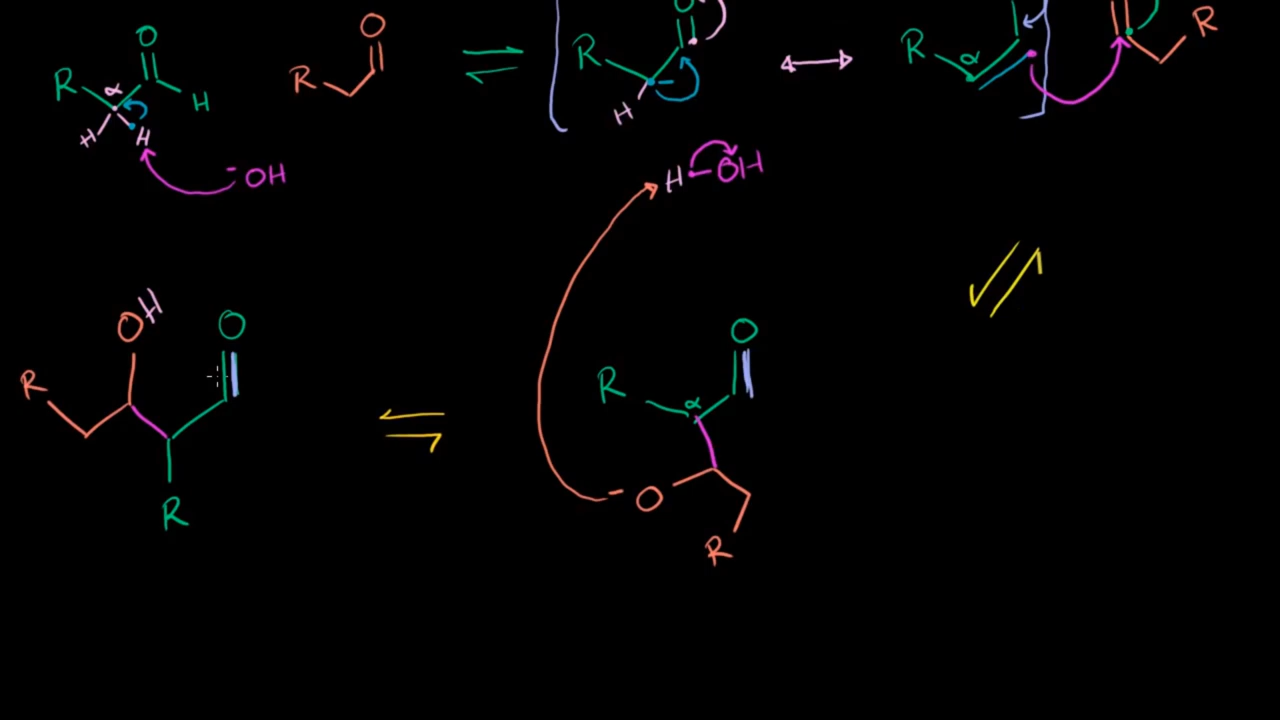 O O O
R α H R R R α R
H H H
- OH H - OH
OH O O
R R α
R - O
R